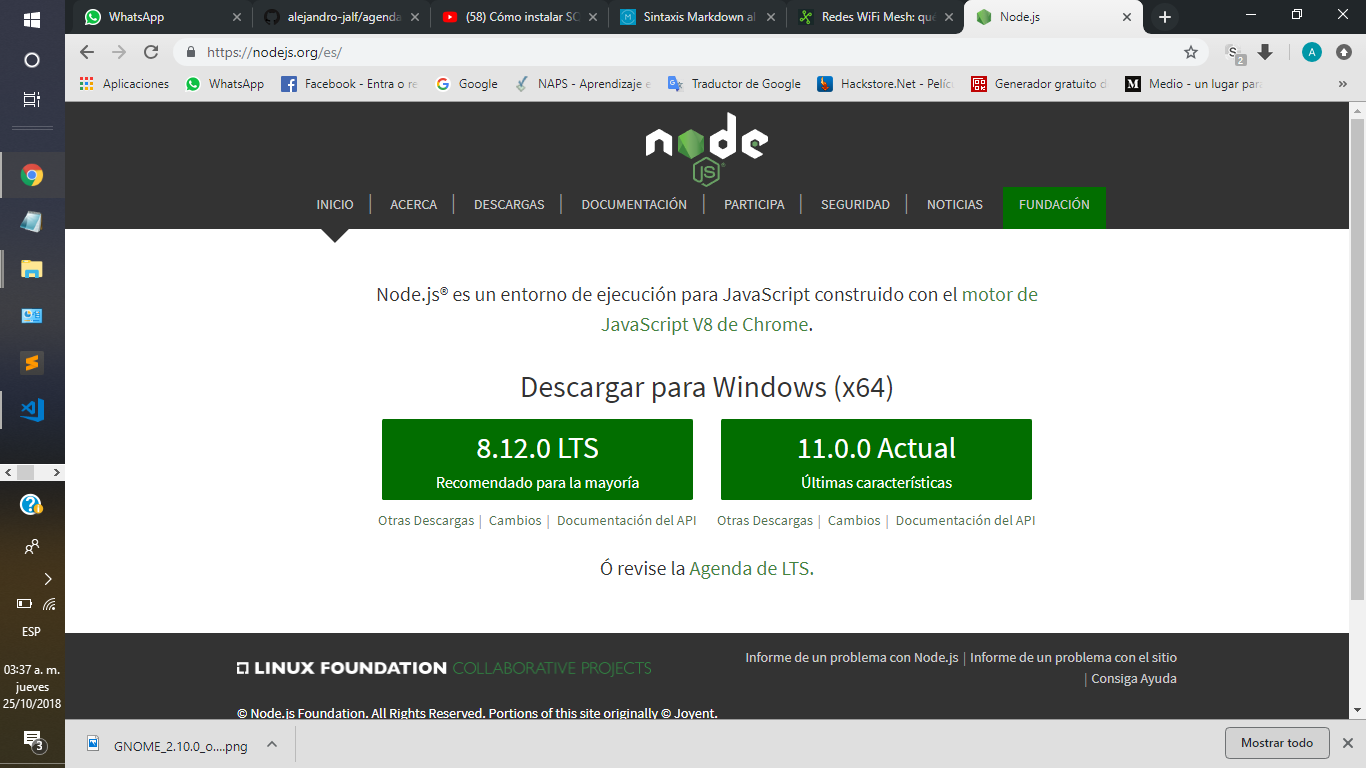 WhatsApp
alejandro-jalf/agenda
(58) Cómo instalar SC
Sintaxis Markdown al
Redes WiFi Mesh: qué
Node.js
https://nodejs.org/es/
S
2
A
Aplicaciones
WhatsApp
Facebook - Entra o re
Google
NAPS - Aprendizaje e
Traductor de Google
Hackstore.Net - Pelíc
Generador gratuito d
Medio - un lugar para
node
JS
INICIO | ACERCA | DESCARGAS | DOCUMENTACIÓN | PARTICIPA | SEGURIDAD | NOTICIAS FUNDACIÓN
Node.js® es un entorno de ejecución para JavaScript construido con el motor de
JavaScript V8 de Chrome.
Descargar para Windows (x64)
8.12.0 LTS
Recomendado para la mayoría
11.0.0 Actual
Últimas características
Otras Descargas | Cambios | Documentación del API
Otras Descargas | Cambios | Documentación del API
Ó revise la Agenda de LTS.
LINUX FOUNDATION COLLABORATIVE PROJECTS
Informe de un problema con Node.js | Informe de un problema con el sitio
| Consiga Ayuda
© Node.js Foundation. All Rights Reserved. Portions of this site originally © Joyent.
ESP
03:37 a. m.
jueves
25/10/2018
3
GNOME_2.10.0_o....png
Mostrar todo